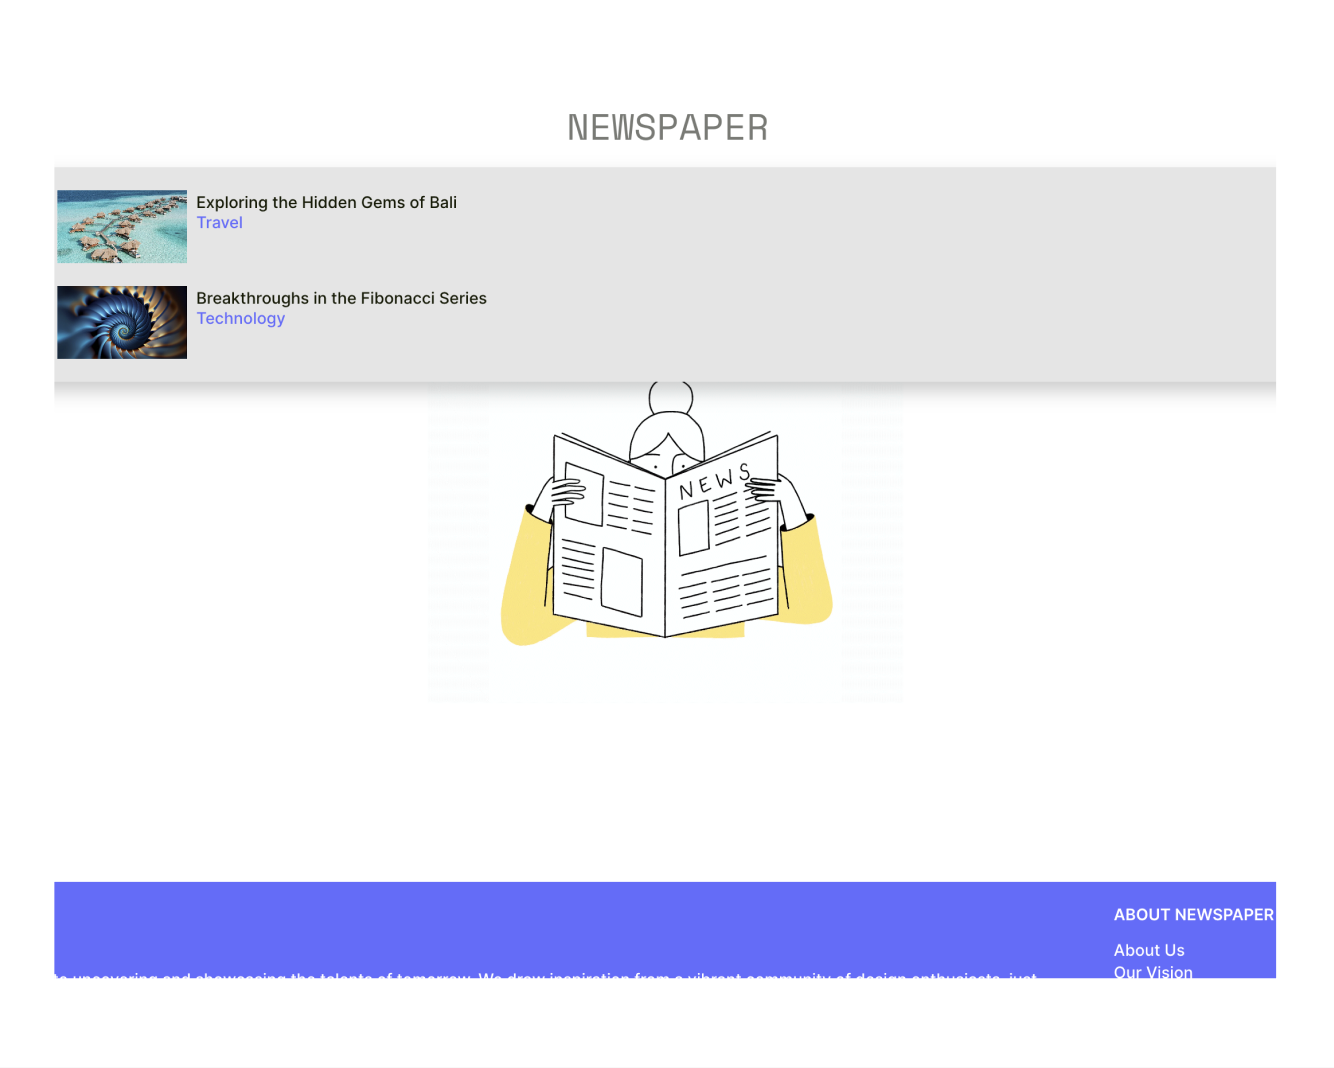 NEWSPAPER
Exploring the Hidden Gems of Bali
Travel
Breakthroughs in the Fibonacci Series
Technology
NEWS
ABOUT NEWSPAPER
About Us
Our Vision
to uncovering and showcasing the talents of tomorrow. We draw inspiration from a vibrant community of design enthusiasts, just